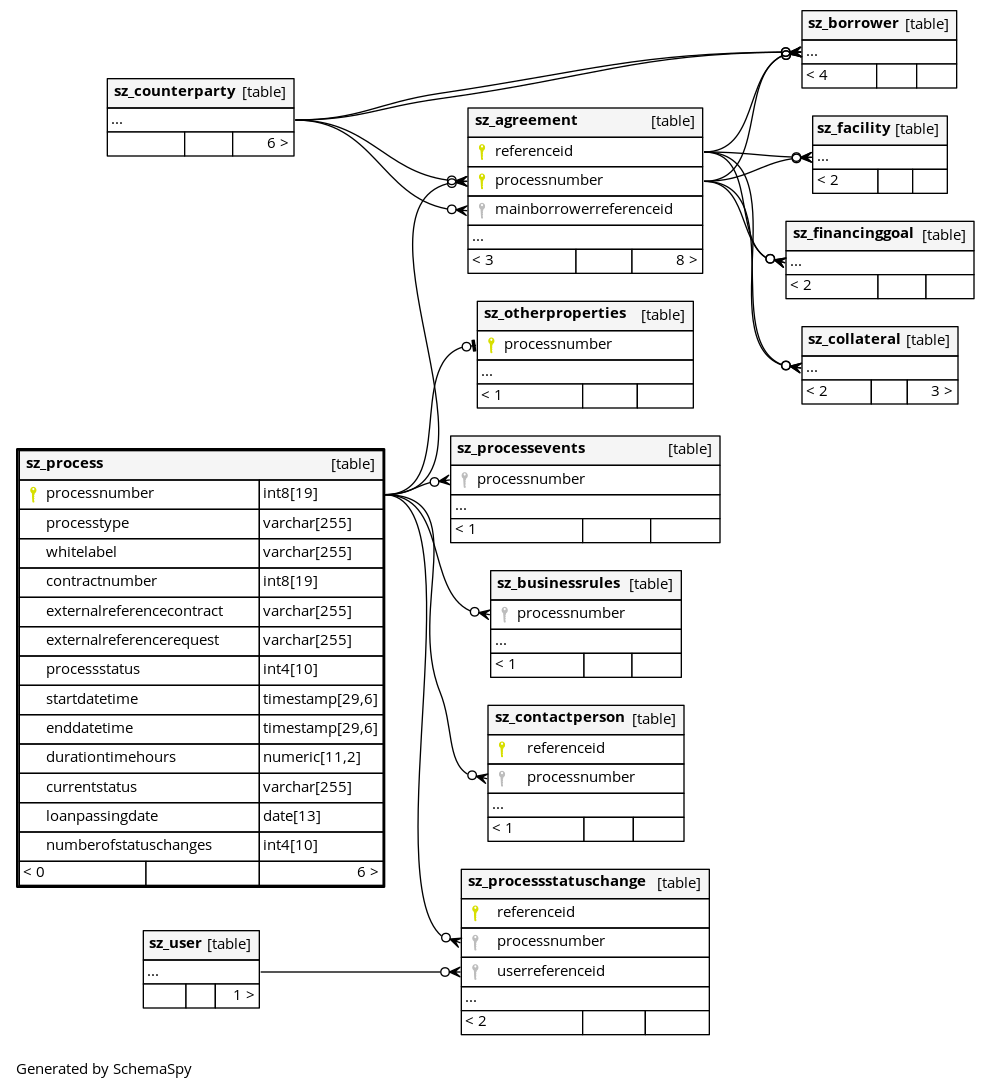 sz_borrower [table]
...
< 4
sz_counterparty [table]
...
6 >
sz_agreement [table]
referenceid
processnumber
mainborrowerreferenceid
...
< 3 8 >
sz_facility [table]
...
< 2
sz_financinggoal [table]
...
< 2
sz_otherproperties [table]
processnumber
...
< 1
sz_collateral [table]
...
< 2 3 >
sz_process [table]
processnumber int8[19]
processtype varchar[255]
whitelabel varchar[255]
contractnumber int8[19]
externalreferencecontract varchar[255]
externalreferencerequest varchar[255]
processstatus int4[10]
startdatetime timestamp[29,6]
enddatetime timestamp[29,6]
durationtimehours numeric[11,2]
currentstatus varchar[255]
loanpassingdate date[13]
numberofstatuschanges int4[10]
< 0 6 >
sz_processevents [table]
processnumber
...
< 1
sz_businessrules [table]
processnumber
...
< 1
sz_contactperson [table]
referenceid
processnumber
...
< 1
sz_processstatuschange [table]
referenceid
processnumber
userreferenceid
...
< 2
sz_user [table]
...
1 >
Generated by SchemaSpy